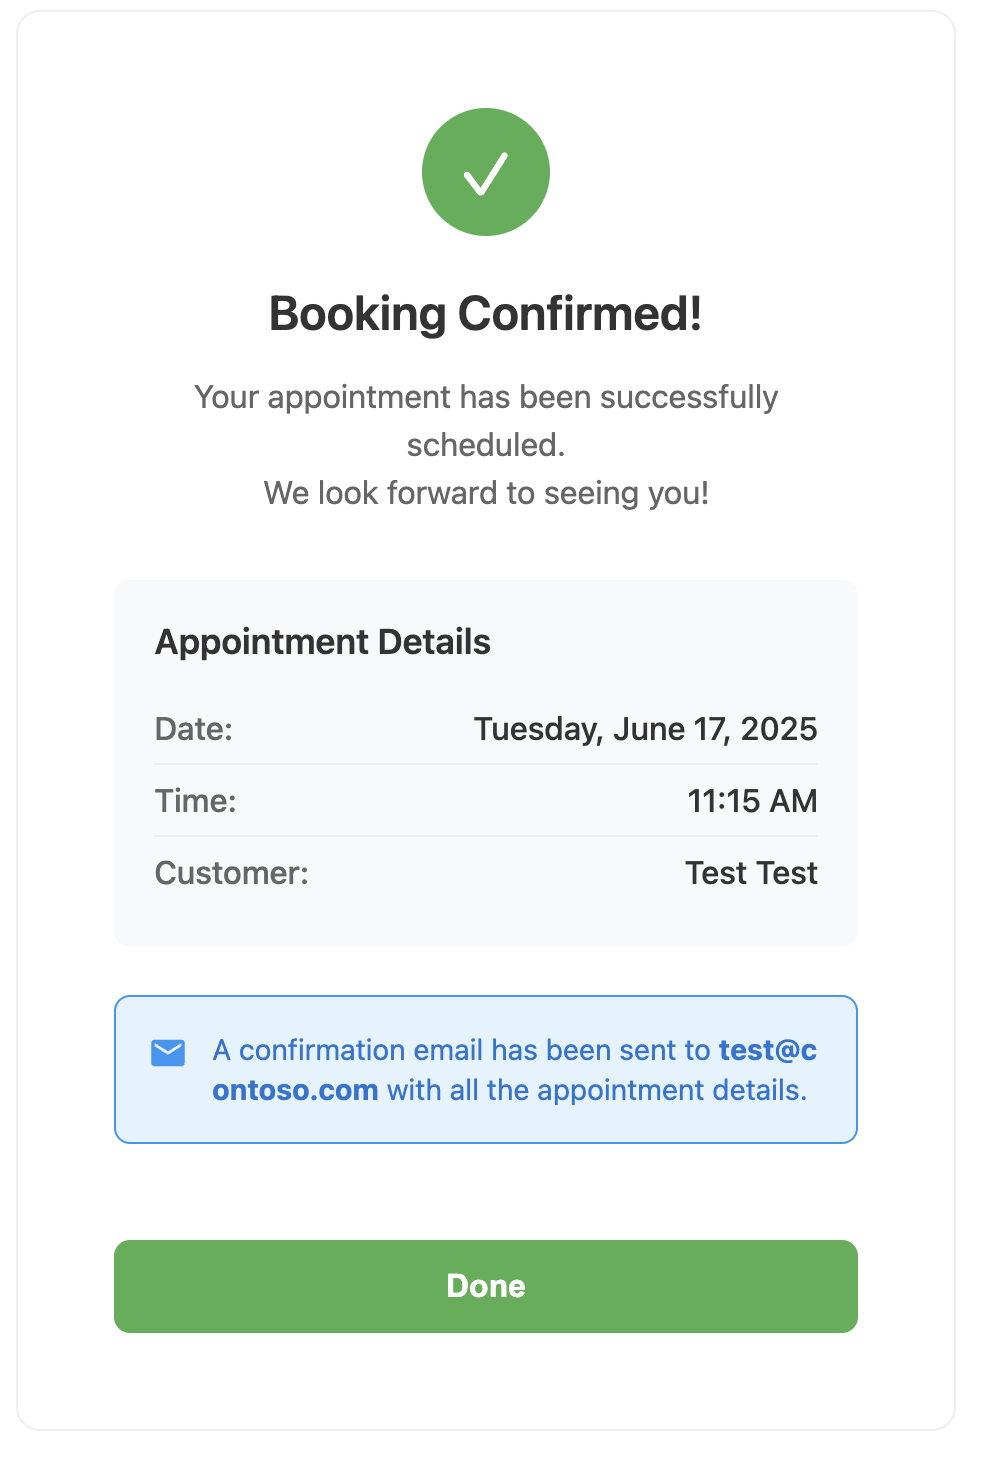 Booking Confirmed!
Your appointment has been successfully
scheduled.
We look forward to seeing you!
Appointment Details
Date: Tuesday, June 17, 2025
Time: 11:15 AM
Customer: Test Test
A confirmation email has been sent to test@c
ontoso.com with all the appointment details.
Done